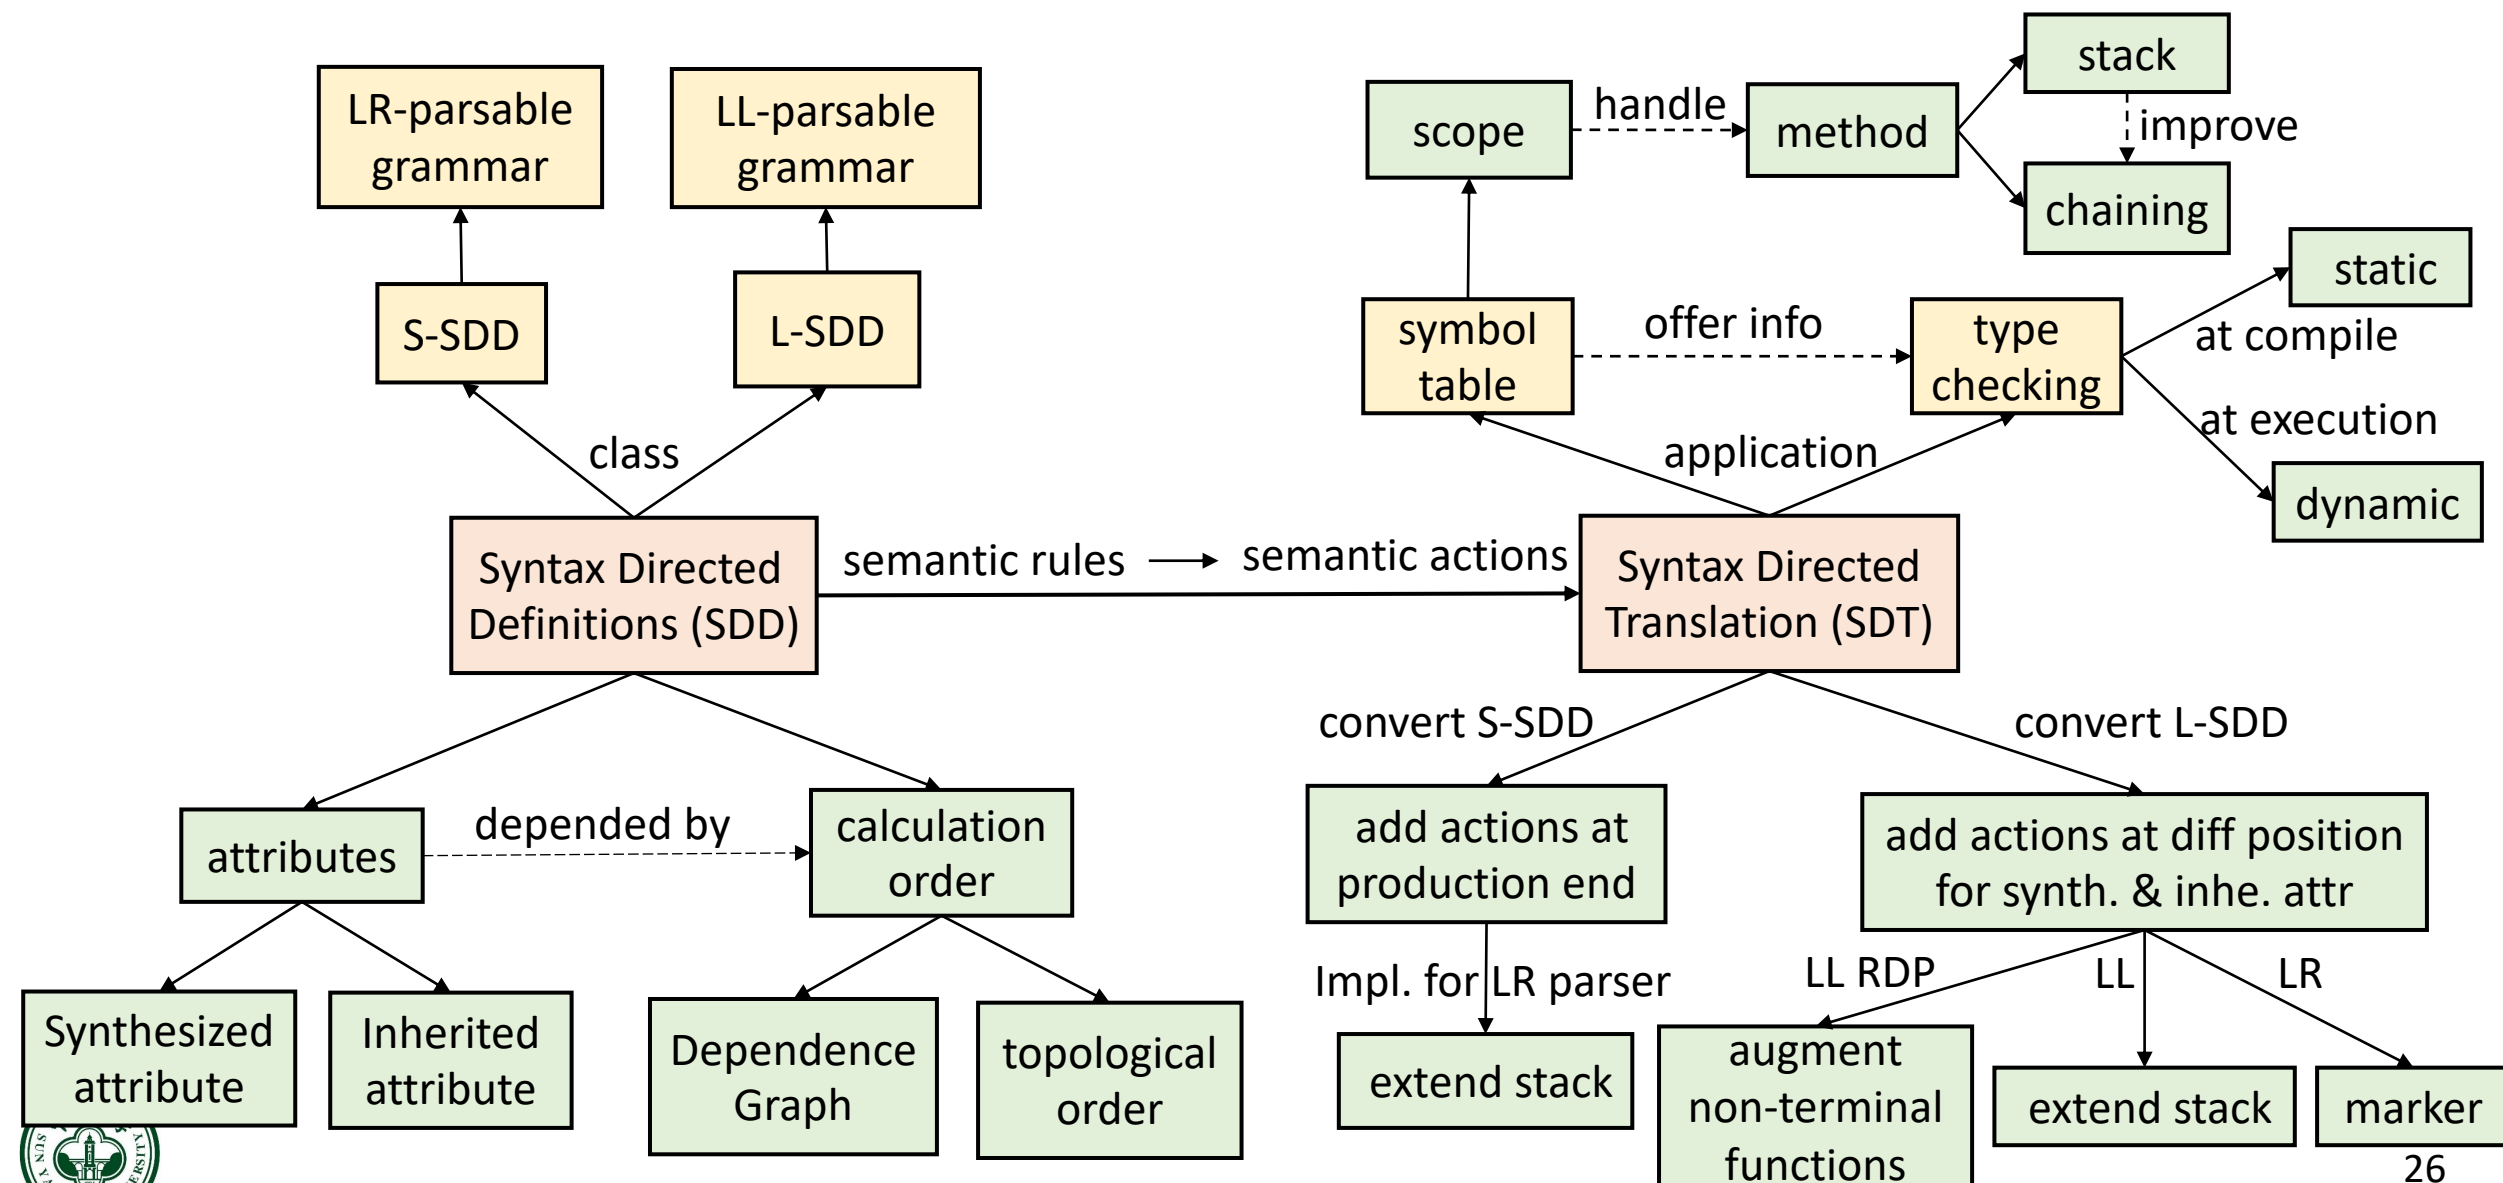 LR-parsable
grammar
LL-parsable
grammar
S-SDD
L-SDD
class
scope
handle
method
stack
improve
chaining
symbol
table
offer info
type
checking
static
at compile
at execution
dynamic
application
Syntax Directed
Definitions (SDD)
semantic rules
semantic actions
Syntax Directed
Translation (SDT)
attributes
depended by
calculation
order
Synthesized
attribute
Inherited
attribute
Dependence
Graph
topological
order
convert S-SDD
convert L-SDD
add actions at
production end
add actions at diff position
for synth. & inhe. attr
Impl. for LR parser
LL RDP
LL
LR
extend stack
augment
non-terminal
functions
extend stack
marker
SUN Y
ERSITY
26